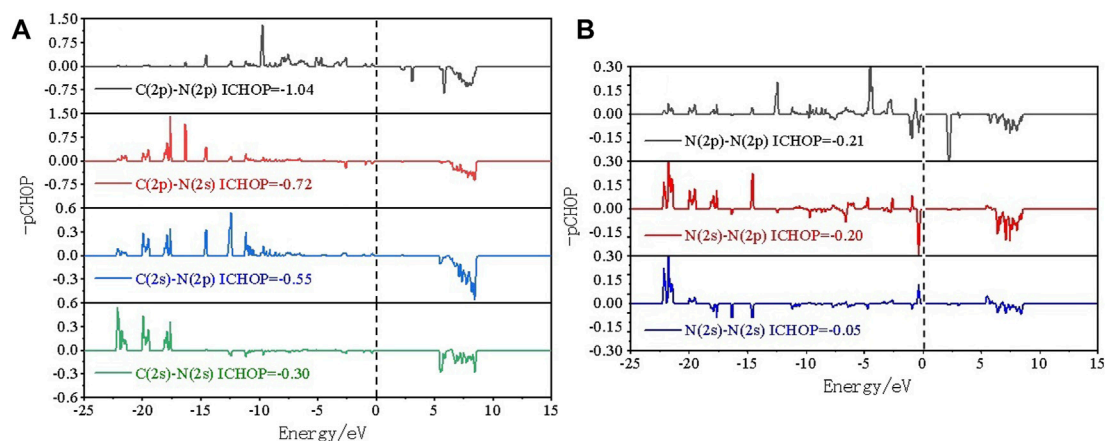 A
-pCHOP
1.50
0.75
0.00
-0.75
C(2p)-N(2p) ICHOP=-1.04
1.50
0.75
0.00
-0.75
C(2p)-N(2s) ICHOP=-0.72
0.6
0.3
0.0
-0.3
C(2s)-N(2p) ICHOP=-0.55
0.6
0.3
0.0
-0.3
-0.6
C(2s)-N(2s) ICHOP=-0.30
-25 -20 -15 -10 -5 0 5 10 15
Energy/eV
B
-pCHOP
0.30
0.15
0.00
-0.15
N(2p)-N(2p) ICHOP=-0.21
0.30
0.15
0.00
-0.15
N(2s)-N(2p) ICHOP=-0.20
0.30
0.15
0.00
-0.15
-0.30
N(2s)-N(2s) ICHOP=-0.05
-25 -20 -15 -10 -5 0 5 10 15
Energy/eV